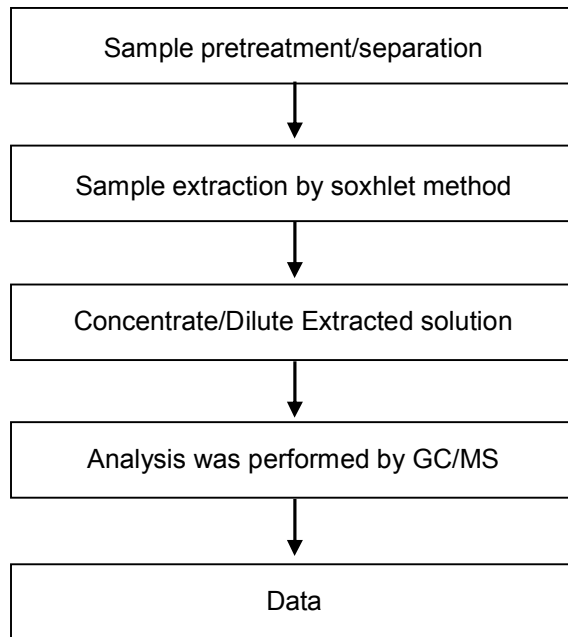 Sample pretreatment/separation
Sample extraction by soxhlet method
Concentrate/Dilute Extracted solution
Analysis was performed by GC/MS
Data